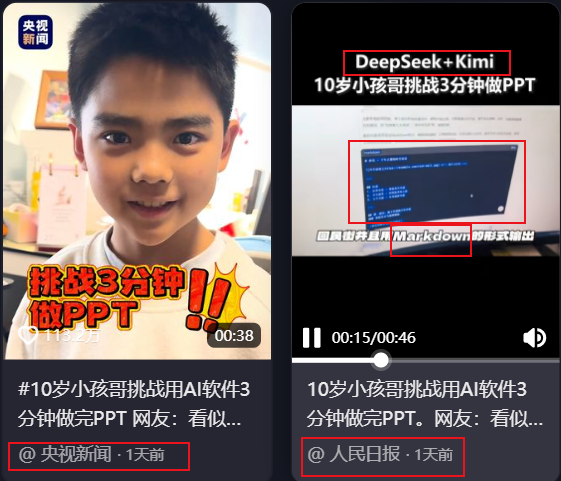 央视
新闻
挑战3分钟
做PPT!!
113.2万
00:38
#10岁小孩哥挑战用AI软件3
分钟做完PPT 网友：看似...
@ 央视新闻 · 1天前
DeepSeek+Kimi
10岁小孩哥挑战3分钟做PPT
回民街并且用Markdown的形式输出
00:15/00:46
10岁小孩哥挑战用AI软件3
分钟做完PPT。网友：看似...
@ 人民日报 · 1天前